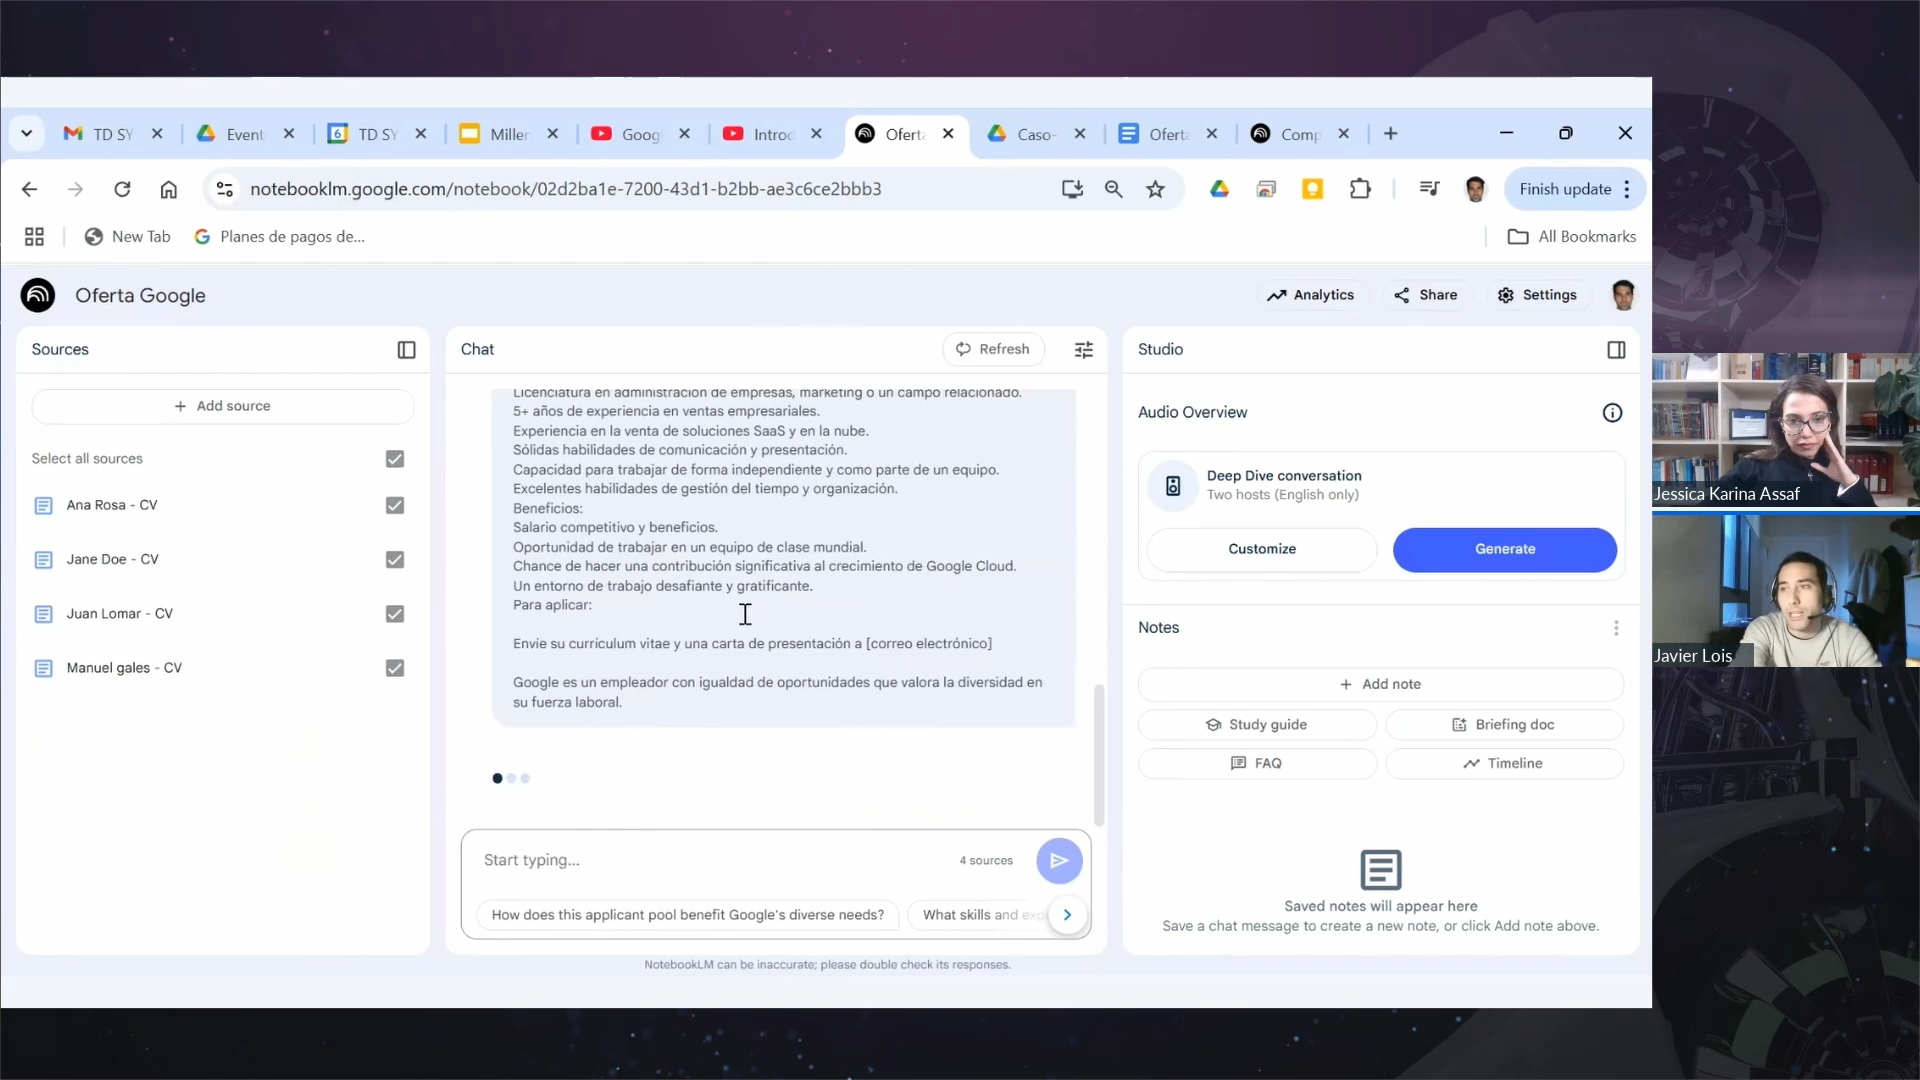 TD SY
Event
TD SY
Miller
Googl
Introd
Oferta
Caso-
Oferta
Comp
notebooklm.google.com/notebook/02d2ba1e-7200-43d1-b2bb-ae3c6ce2bbb3
Finish update
New Tab
Planes de pagos de...
All Bookmarks
Oferta Google
Analytics
Share
Settings
Sources
Add source
Select all sources
Ana Rosa - CV
Jane Doe - CV
Juan Lomar - CV
Manuel gales - CV
Chat
Refresh
Licenciatura en administración de empresas, marketing o un campo relacionado.
5+ años de experiencia en ventas empresariales.
Experiencia en la venta de soluciones SaaS y en la nube.
Sólidas habilidades de comunicación y presentación.
Capacidad para trabajar de forma independiente y como parte de un equipo.
Excelentes habilidades de gestión del tiempo y organización.
Beneficios:
Salario competitivo y beneficios.
Oportunidad de trabajar en un equipo de clase mundial.
Chance de hacer una contribución significativa al crecimiento de Google Cloud.
Un entorno de trabajo desafiante y gratificante.
Para aplicar:
Envíe su currículum vitae y una carta de presentación a [correo electrónico]
Google es un empleador con igualdad de oportunidades que valora la diversidad en
su fuerza laboral.
Start typing...
4 sources
How does this applicant pool benefit Google's diverse needs?
What skills and exp
NotebookLM can be inaccurate; please double check its responses.
Studio
Audio Overview
Deep Dive conversation
Two hosts (English only)
Customize
Generate
Notes
Add note
Study guide
Briefing doc
FAQ
Timeline
Saved notes will appear here
Save a chat message to create a new note, or click Add note above.
Jessica Karina Assaf
Javier Lois